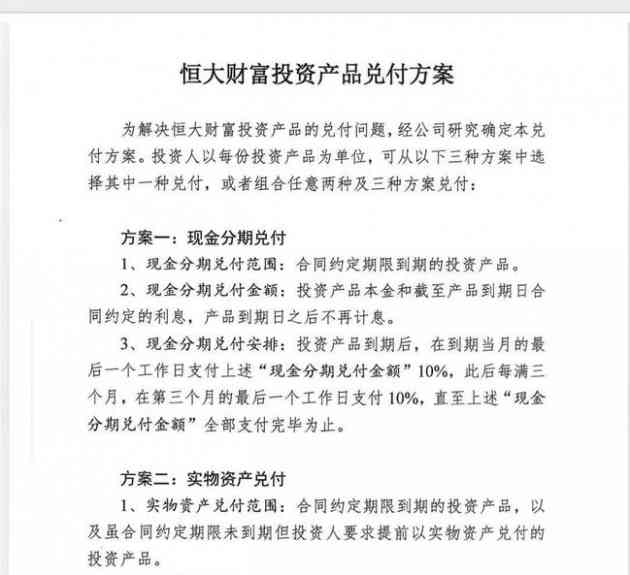 恒大财富投资产品兑付方案
为解决恒大财富投资产品的兑付问题，经公司研究确定本兑
付方案。投资人以每份投资产品为单位，可从以下三种方案中选
择其中一种兑付，或者组合任意两种及三种方案兑付：
方案一：现金分期兑付
1、现金分期兑付范围：合同约定期限到期的投资产品。
2、现金分期兑付金额：投资产品本金和截至产品到期日合
同约定的利息，产品到期日之后不再计息。
3、现金分期兑付安排：投资产品到期后，在到期当月的最
后一个工作日支付上述“现金分期兑付金额”10%，此后每满三
个月，在第三个月的最后一个工作日支付 10%，直至上述“现金
分期兑付金额”全部支付完毕为止。
方案二：实物资产兑付
1、实物资产兑付范围：合同约定期限到期的投资产品，以
及虽合同约定期限未到期但投资人要求提前以实物资产兑付的
投资产品。